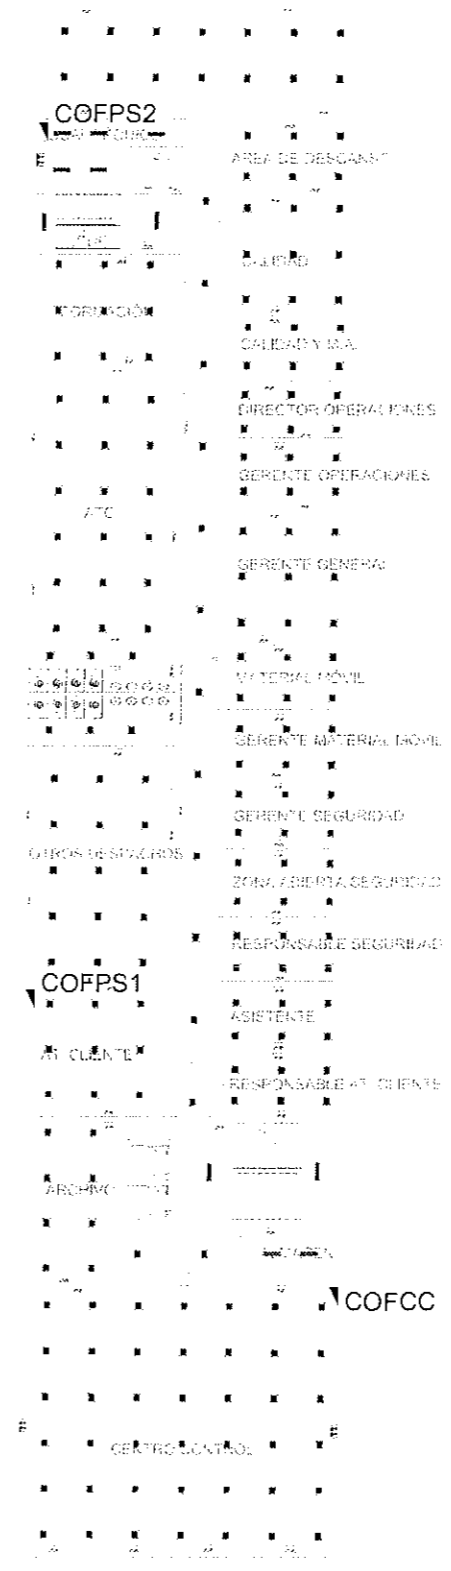 COFPS2
AREA DE DESCANSO
CALIDAD
FORMACIÓN
CALIDAD Y M.A.
DIRECTOR OPERACIONES
GERENTE OPERACIONES
ATC
GERENTE GENERAL
MATERIAL MÓVIL
GERENTE MATERIAL MÓVIL
GERENTE SEGURIDAD
OTROS DESPACHOS
ZONA ABIERTA SEGURIDAD
RESPONSABLE SEGURIDAD
COFPS1
ASISTENTE
AT. CLIENTE
RESPONSABLE AT. CLIENTE
ARCHIVO
COFCC
CENTRO CONTROL